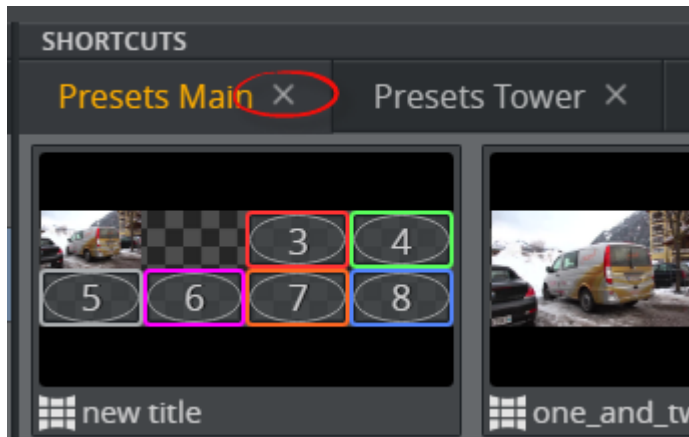 SHORTCUTS
Presets Main × Presets Tower ×
3 4
5 6 7 8
new title one_and_tw